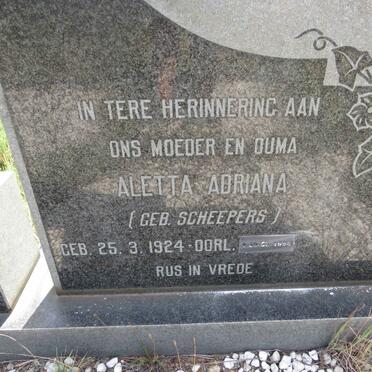 IN TERE HERINNERING AAN
ONS MOEDER EN OUMA
ALETTA ADRIANA
( GEB. SCHEEPERS )
GEB. 25. 3. 1924 - OORL.
RUS IN VREDE